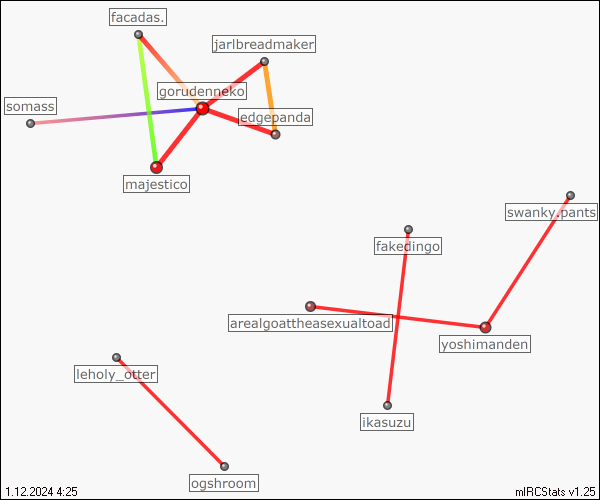 facadas.
jarlbreadmaker
gorudenneko
somass
edgepanda
majestico
swanky.pants
fakedingo
arealgoattheasexualtoad
yoshimanden
leholy_otter
ikasuzu
ogshroom
1.12.2024 4:25
mIRCStats v1.25